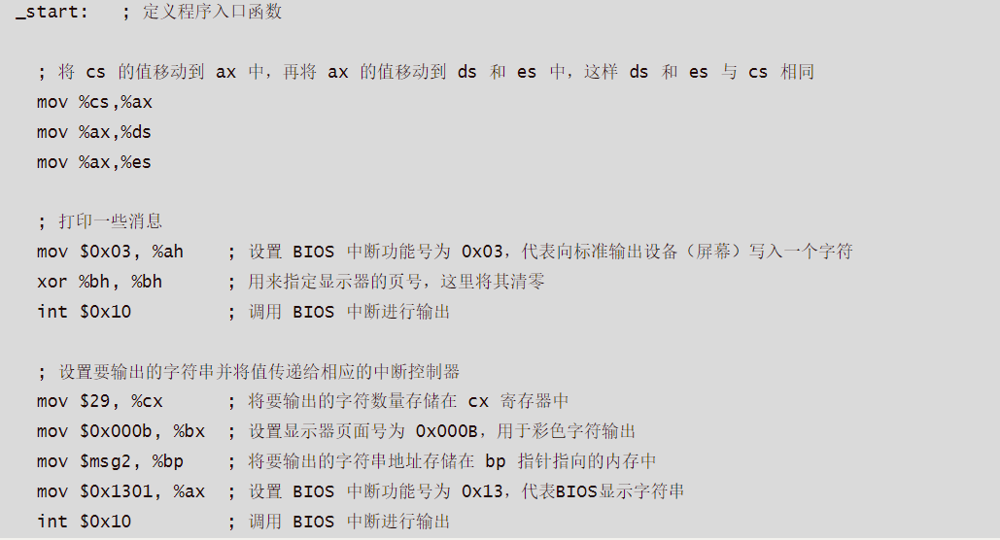 _start:   ; 定义程序入口函数
; 将 cs 的值移动到 ax 中，再将 ax 的值移动到 ds 和 es 中，这样 ds 和 es 与 cs 相同
mov %cs,%ax
mov %ax,%ds
mov %ax,%es
; 打印一些消息
mov $0x03, %ah    ; 设置 BIOS 中断功能号为 0x03，代表向标准输出设备（屏幕）写入一个字符
xor %bh, %bh      ; 用来指定显示器的页号，这里将其清零
int $0x10         ; 调用 BIOS 中断进行输出
; 设置要输出的字符串并将值传递给相应的中断控制器
mov $29, %cx      ; 将要输出的字符数量存储在 cx 寄存器中
mov $0x000b, %bx  ; 设置显示器页面号为 0x000B，用于彩色字符输出
mov $msg2, %bp    ; 将要输出的字符串地址存储在 bp 指针指向的内存中
mov $0x1301, %ax  ; 设置 BIOS 中断功能号为 0x13，代表BIOS显示字符串
int $0x10         ; 调用 BIOS 中断进行输出